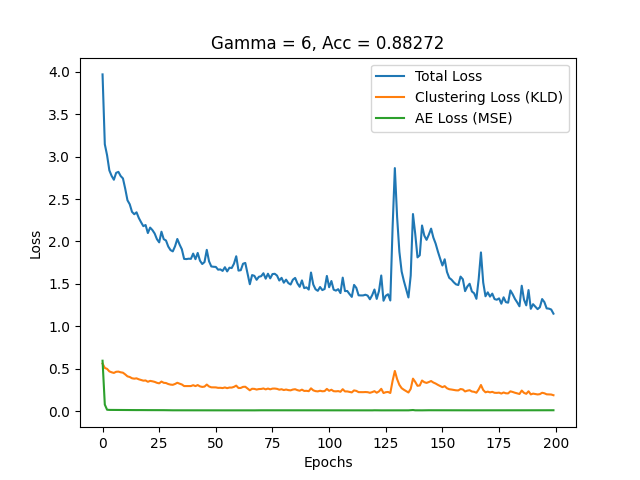 Gamma = 6, Acc = 0.88272
Total Loss
Clustering Loss (KLD)
AE Loss (MSE)
Loss
4.0
3.5
3.0
2.5
2.0
1.5
1.0
0.5
0.0
0 25 50 75 100 125 150 175 200
Epochs